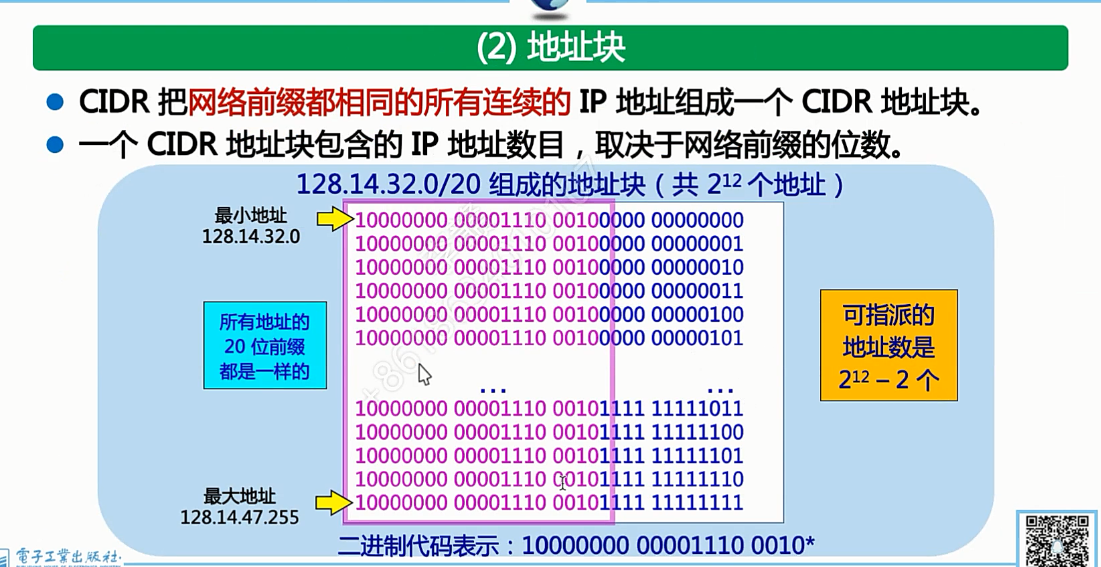 (2) 地址块
CIDR 把网络前缀都相同的所有连续的 IP 地址组成一个 CIDR 地址块。
一个 CIDR 地址块包含的 IP 地址数目，取决于网络前缀的位数。
128.14.32.0/20 组成的地址块（共 2¹² 个地址）
最小地址
128.14.32.0
10000000 00001110 00100000 00000000
10000000 00001110 00100000 00000001
10000000 00001110 00100000 00000010
10000000 00001110 00100000 00000011
10000000 00001110 00100000 00000100
10000000 00001110 00100000 00000101
… …
10000000 00001110 00101111 11111011
10000000 00001110 00101111 11111100
10000000 00001110 00101111 11111101
10000000 00001110 00101111 11111110
10000000 00001110 00101111 11111111
所有地址的
20 位前缀
都是一样的
可指派的
地址数是
2¹² – 2 个
最大地址
128.14.47.255
二进制代码表示：10000000 00001110 0010*
電子工業出版社·